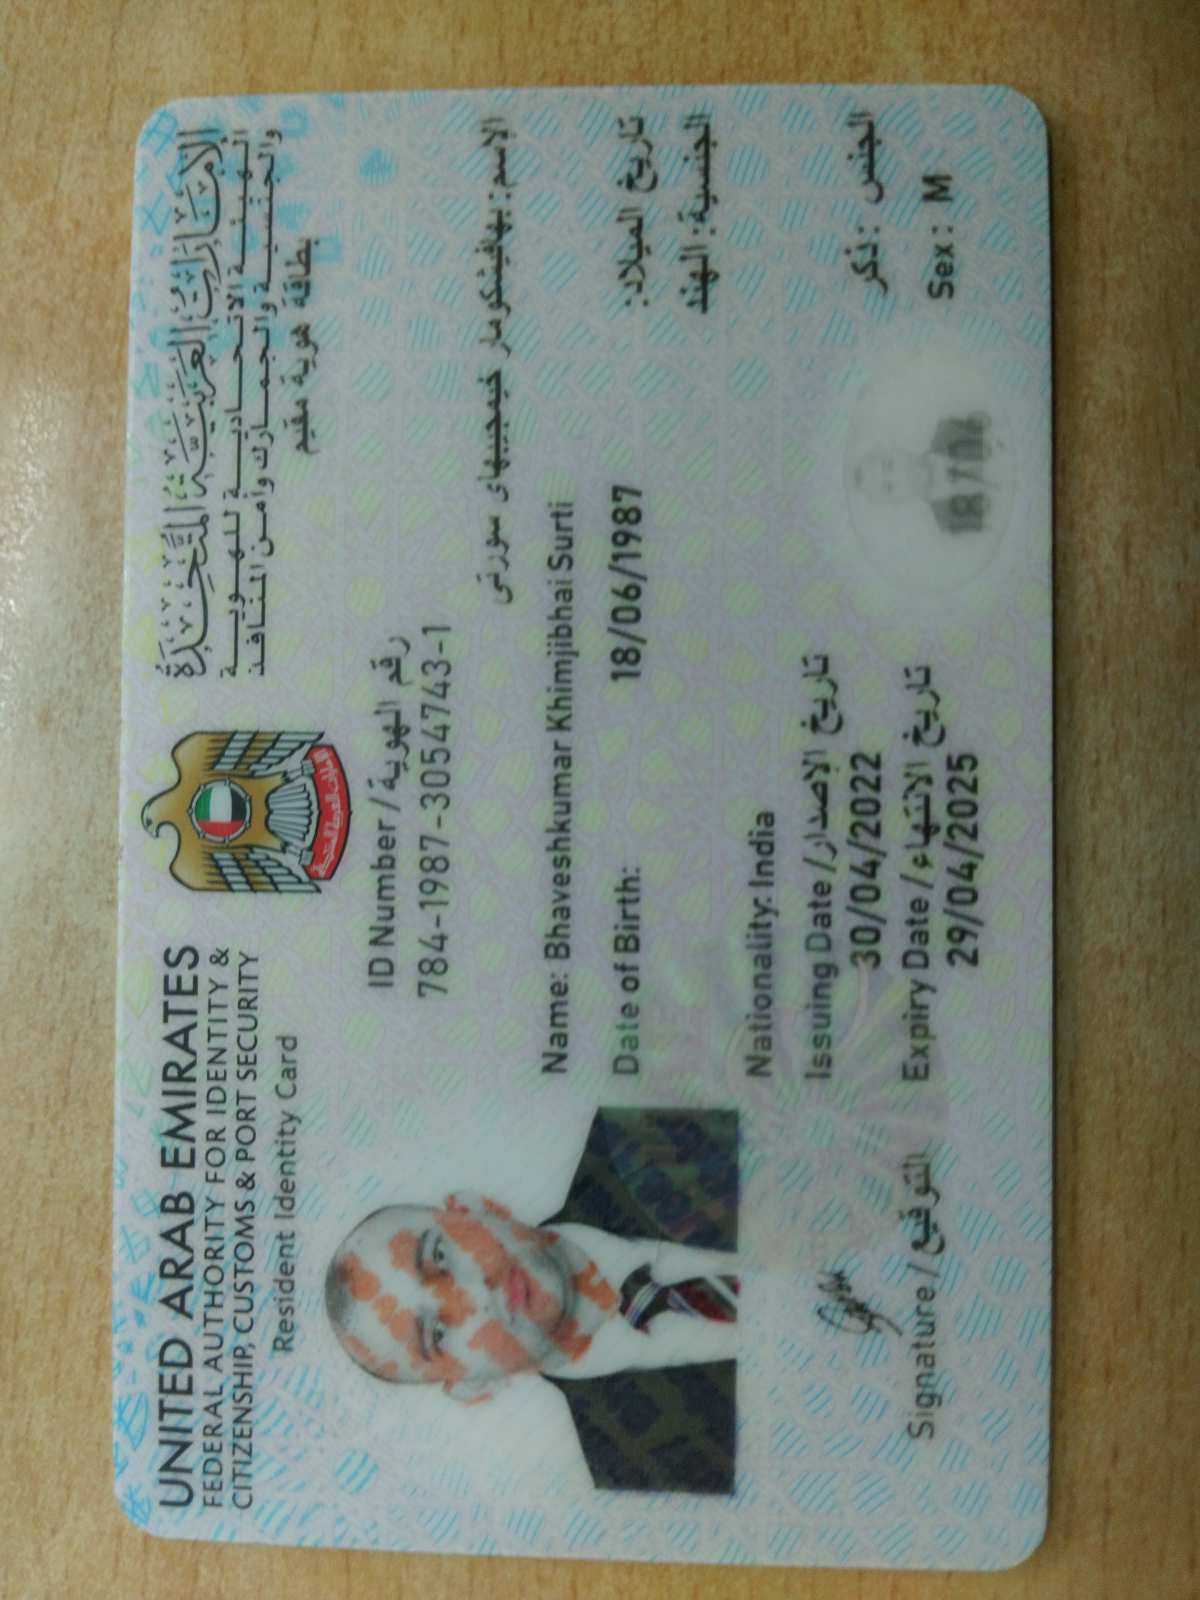 UNITED ARAB EMIRATES
FEDERAL AUTHORITY FOR IDENTITY &
CITIZENSHIP, CUSTOMS & PORT SECURITY
Resident Identity Card
الإمارات العربية المتحدة
الهيئة الاتحادية للهوية
والجنسية والجمارك وأمن المنافذ
بطاقة هوية مقيم
ID Number / رقم الهوية
784-1987-3054743-1
الإسم: بهافيشكومار خيمجيبهاى سورتى
Name: Bhaveshkumar Khimjibhai Surti
Date of Birth: 18/06/1987 تاريخ الميلاد:
الجنسية: الهند
Nationality: India
Issuing Date / تاريخ الإصدار
30/04/2022
Expiry Date / تاريخ الانتهاء
29/04/2025
الجنس: ذكر
Sex: M
Signature / التوقيع